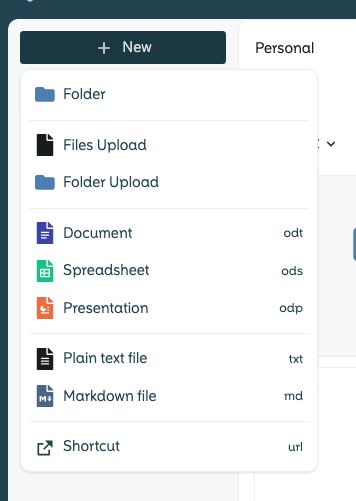 + New
Personal
Folder
Files Upload
Folder Upload
Document odt
Spreadsheet ods
Presentation odp
Plain text file txt
M↓ Markdown file md
Shortcut url